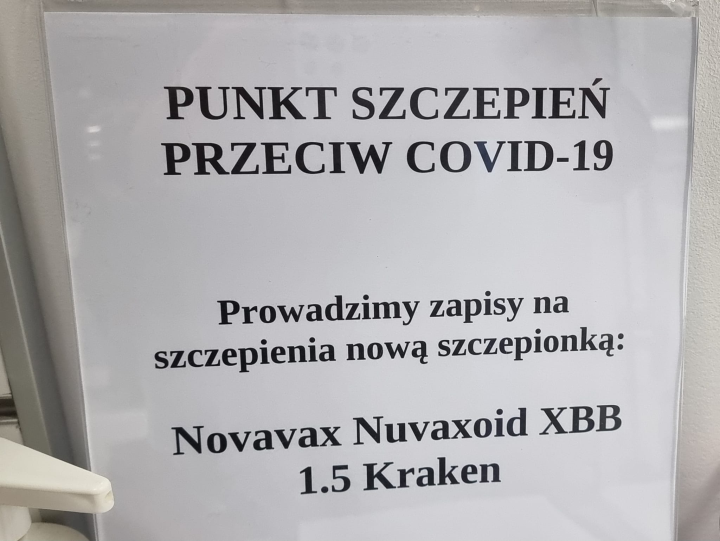 PUNKT SZCZEPIEŃ
PRZECIW COVID-19
Prowadzimy zapisy na
szczepienia nową szczepionką:
Novavax Nuvaxoid XBB
1.5 Kraken